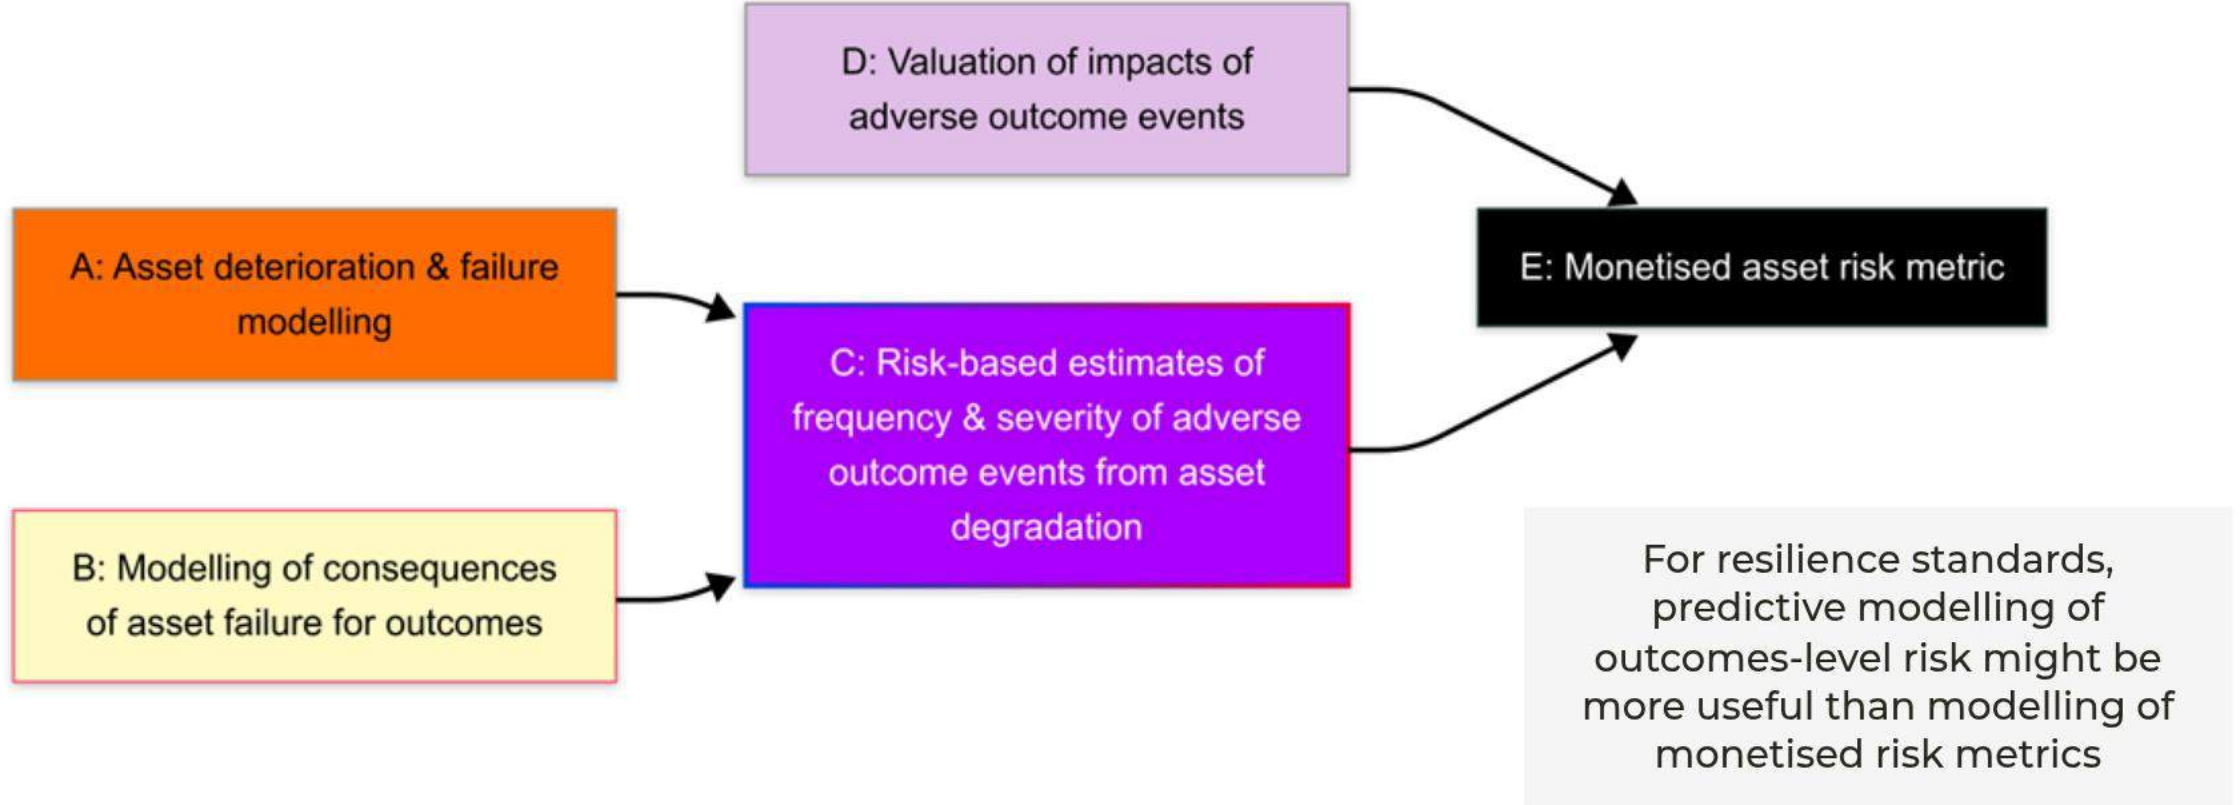 D: Valuation of impacts of
adverse outcome events
A: Asset deterioration & failure
modelling
E: Monetised asset risk metric
C: Risk-based estimates of
frequency & severity of adverse
outcome events from asset
degradation
B: Modelling of consequences
of asset failure for outcomes
For resilience standards,
predictive modelling of
outcomes-level risk might be
more useful than modelling of
monetised risk metrics